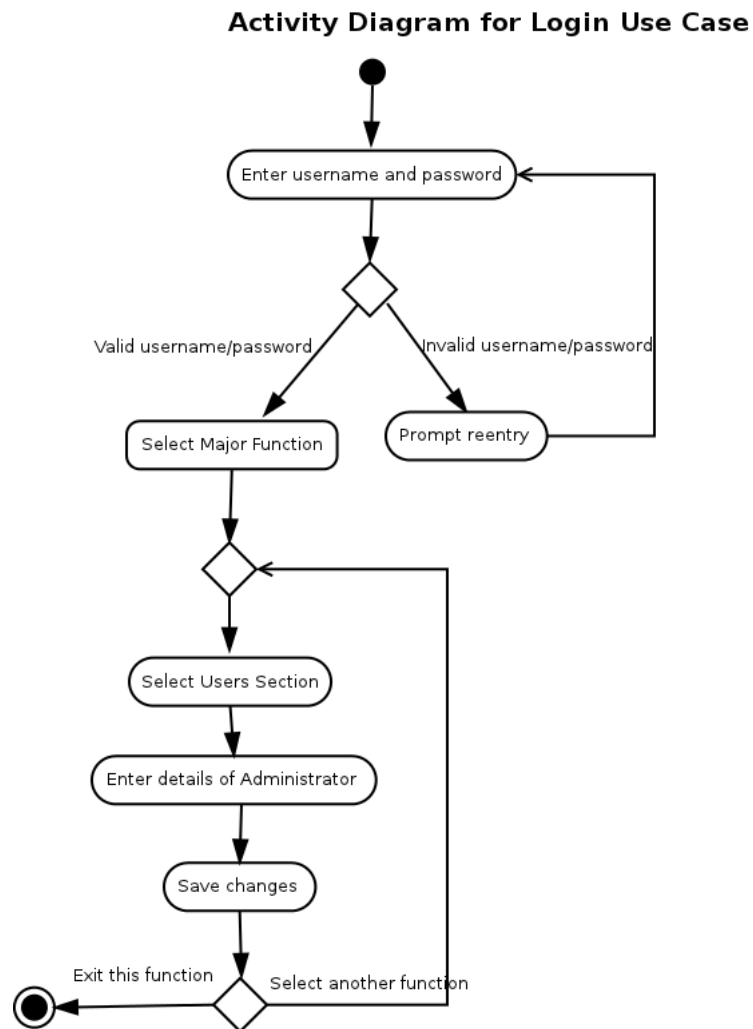 Activity Diagram for Login Use Case
Enter username and password
Valid username/password
Invalid username/password
Select Major Function
Prompt reentry
Select Users Section
Enter details of Administrator
Save changes
Exit this function
Select another function